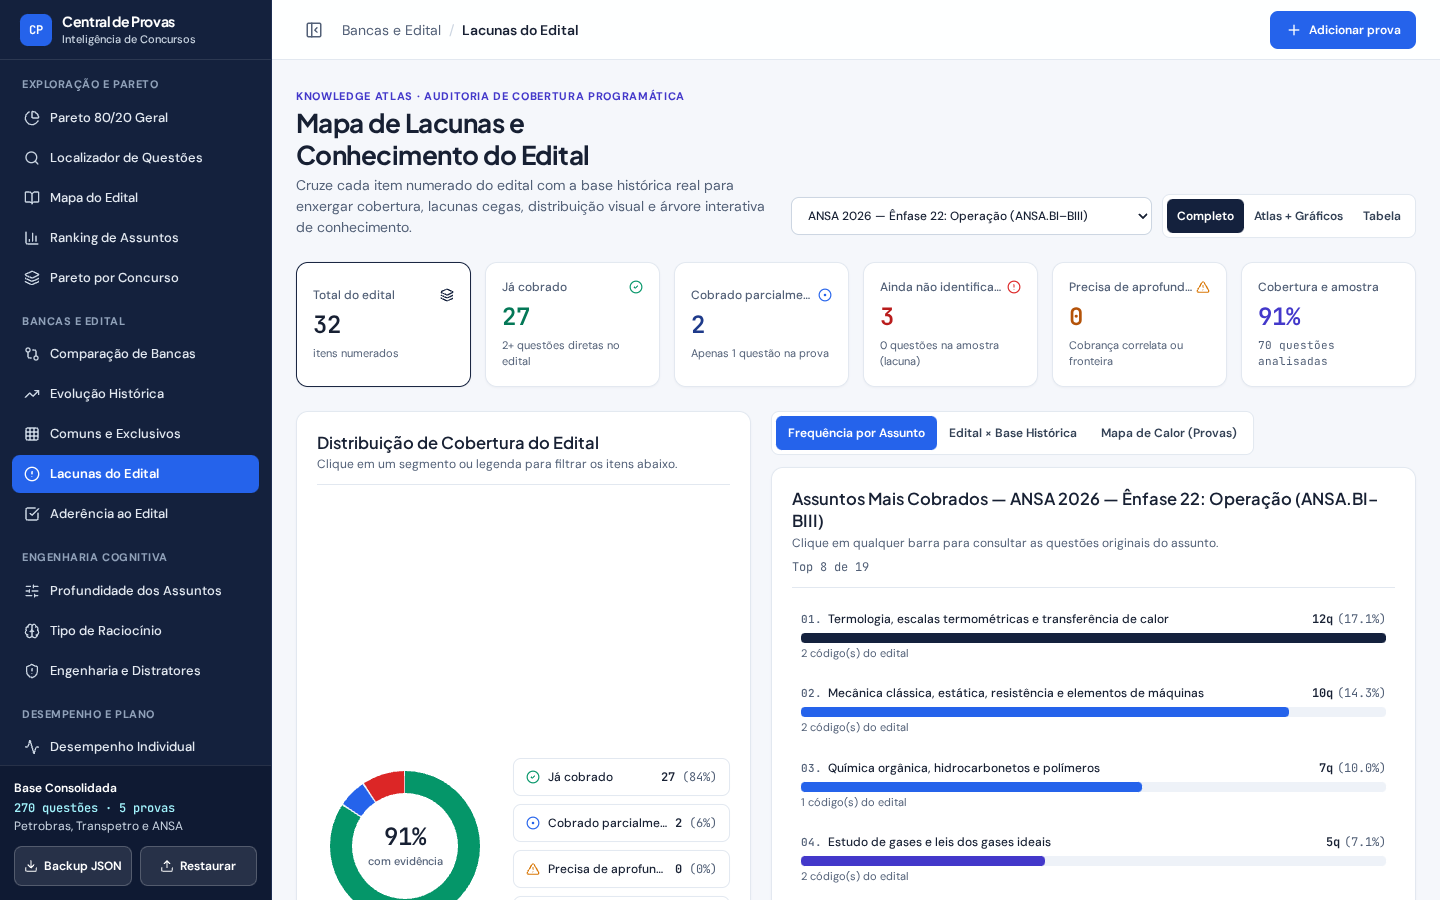 CP
Central de Provas
Inteligência de Concursos
EXPLORAÇÃO E PARETO
Pareto 80/20 Geral
Localizador de Questões
Mapa do Edital
Ranking de Assuntos
Pareto por Concurso
BANCAS E EDITAL
Comparação de Bancas
Evolução Histórica
Comuns e Exclusivos
Lacunas do Edital
Aderência ao Edital
ENGENHARIA COGNITIVA
Profundidade dos Assuntos
Tipo de Raciocínio
Engenharia e Distratores
DESEMPENHO E PLANO
Desempenho Individual
Base Consolidada
270 questões · 5 provas
Petrobras, Transpetro e ANSA
Backup JSON
Restaurar
Bancas e Edital / Lacunas do Edital
Adicionar prova
KNOWLEDGE ATLAS · AUDITORIA DE COBERTURA PROGRAMÁTICA
Mapa de Lacunas e
Conhecimento do Edital
Cruze cada item numerado do edital com a base histórica real para
enxergar cobertura, lacunas cegas, distribuição visual e árvore interativa
de conhecimento.
ANSA 2026 — Ênfase 22: Operação (ANSA.BI–BIII)
Completo
Atlas + Gráficos
Tabela
Total do edital
32
itens numerados
Já cobrado
27
2+ questões diretas no
edital
Cobrado parcialme...
2
Apenas 1 questão na prova
Ainda não identifica...
3
0 questões na amostra
(lacuna)
Precisa de aprofund...
0
Cobrança correlata ou
fronteira
Cobertura e amostra
91%
70 questões
analisadas
Distribuição de Cobertura do Edital
Clique em um segmento ou legenda para filtrar os itens abaixo.
91%
com evidência
Já cobrado 27 (84%)
Cobrado parcialme... 2 (6%)
Precisa de aprofun... 0 (0%)
Frequência por Assunto
Edital × Base Histórica
Mapa de Calor (Provas)
Assuntos Mais Cobrados — ANSA 2026 — Ênfase 22: Operação (ANSA.BI–
BIII)
Clique em qualquer barra para consultar as questões originais do assunto.
Top 8 de 19
01. Termologia, escalas termométricas e transferência de calor 12q (17.1%)
2 código(s) do edital
02. Mecânica clássica, estática, resistência e elementos de máquinas 10q (14.3%)
2 código(s) do edital
03. Química orgânica, hidrocarbonetos e polímeros 7q (10.0%)
1 código(s) do edital
04. Estudo de gases e leis dos gases ideais 5q (7.1%)
2 código(s) do edital